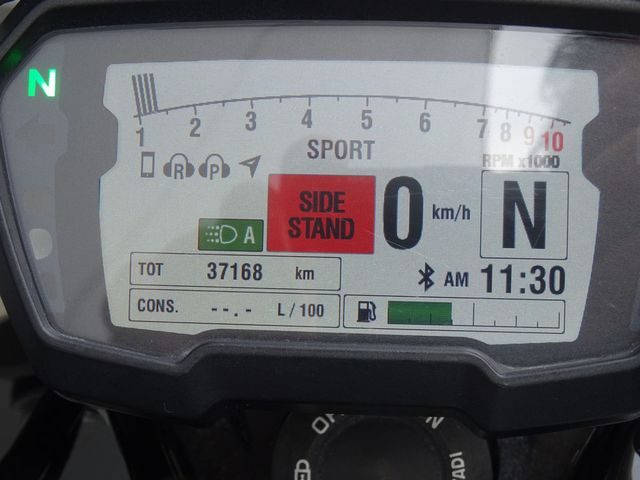 N
1 2 3 4 5 6 7 8 9 10
SPORT
RPM x1000
R P
SIDE
STAND
0 km/h
N
A
TOT 37168 km
AM 11:30
CONS. --.- L/100